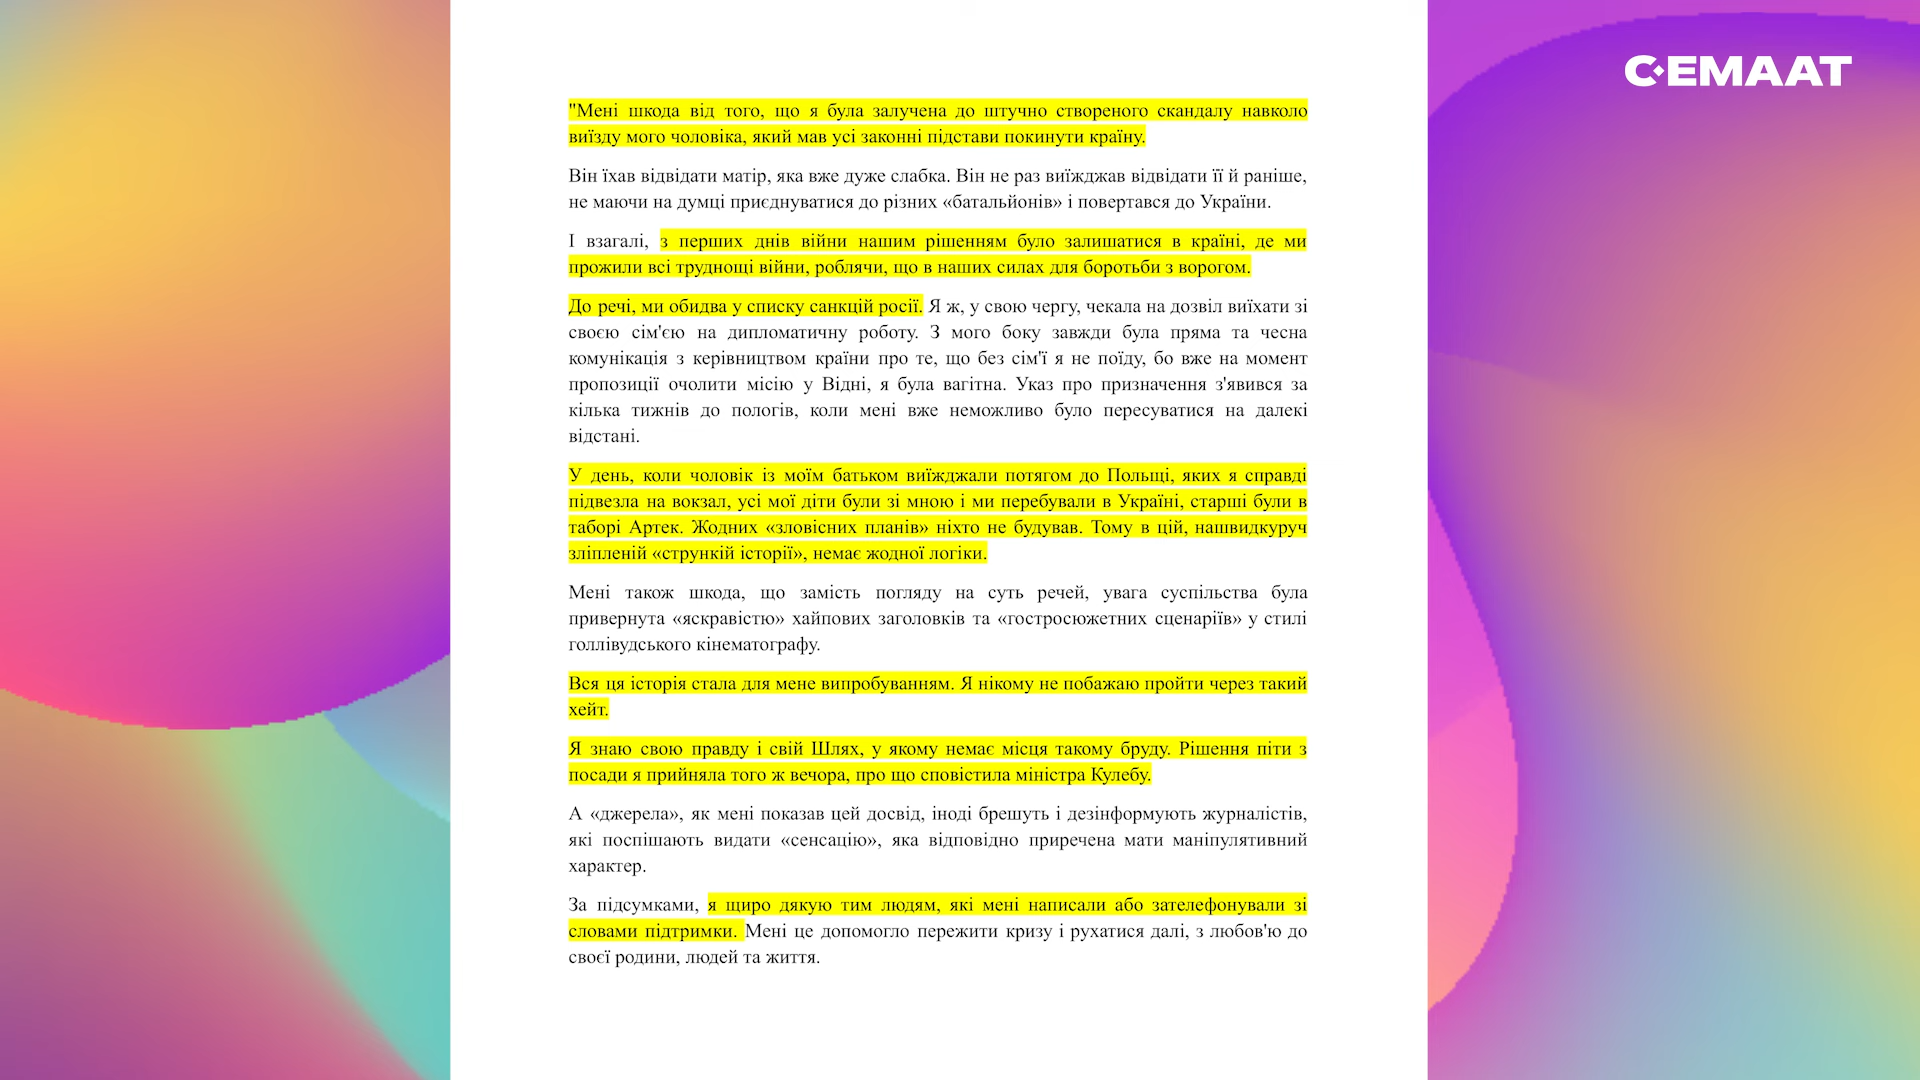 C·EMAAT
"Мені шкода від того, що я була залучена до штучно створеного скандалу навколо
виїзду мого чоловіка, який мав усі законні підстави покинути країну.
Він їхав відвідати матір, яка вже дуже слабка. Він не раз виїжджав відвідати її й раніше,
не маючи на думці приєднуватися до різних «батальйонів» і повертався до України.
І взагалі, з перших днів війни нашим рішенням було залишатися в країні, де ми
прожили всі труднощі війни, роблячи, що в наших силах для боротьби з ворогом.
До речі, ми обидва у списку санкцій росії. Я ж, у свою чергу, чекала на дозвіл виїхати зі
своєю сім'єю на дипломатичну роботу. З мого боку завжди була пряма та чесна
комунікація з керівництвом країни про те, що без сім'ї я не поїду, бо вже на момент
пропозиції очолити місію у Відні, я була вагітна. Указ про призначення з'явився за
кілька тижнів до пологів, коли мені вже неможливо було пересуватися на далекі
відстані.
У день, коли чоловік із моїм батьком виїжджали потягом до Польщі, яких я справді
підвезла на вокзал, усі мої діти були зі мною і ми перебували в Україні, старші були в
таборі Артек. Жодних «зловісних планів» ніхто не будував. Тому в цій, нашвидкуруч
зліпленій «стрункій історії», немає жодної логіки.
Мені також шкода, що замість погляду на суть речей, увага суспільства була
привернута «яскравістю» хайпових заголовків та «гостросюжетних сценаріїв» у стилі
голлівудського кінематографу.
Вся ця історія стала для мене випробуванням. Я нікому не побажаю пройти через такий
хейт.
Я знаю свою правду і свій Шлях, у якому немає місця такому бруду. Рішення піти з
посади я прийняла того ж вечора, про що сповістила міністра Кулебу.
А «джерела», як мені показав цей досвід, іноді брешуть і дезінформують журналістів,
які поспішають видати «сенсацію», яка відповідно приречена мати маніпулятивний
характер.
За підсумками, я щиро дякую тим людям, які мені написали або зателефонували зі
словами підтримки. Мені це допомогло пережити кризу і рухатися далі, з любов'ю до
своєї родини, людей та життя.